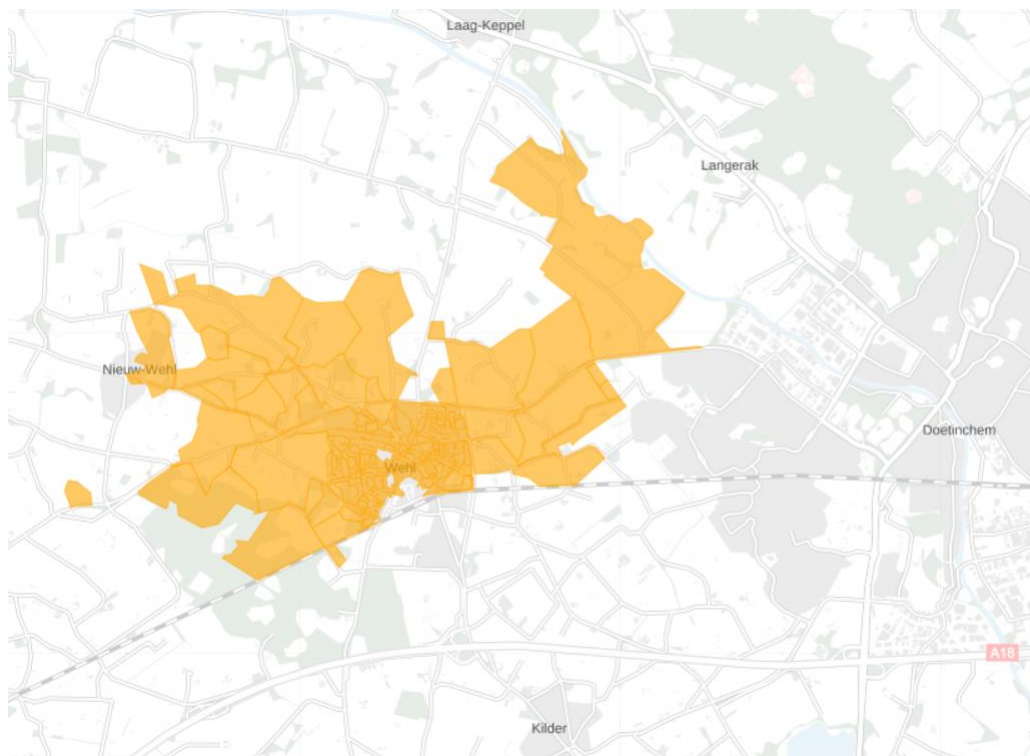 Laag-Keppel
Langerak
Nieuw-Wehl
Doetinchem
Wehl
A18
Kilder